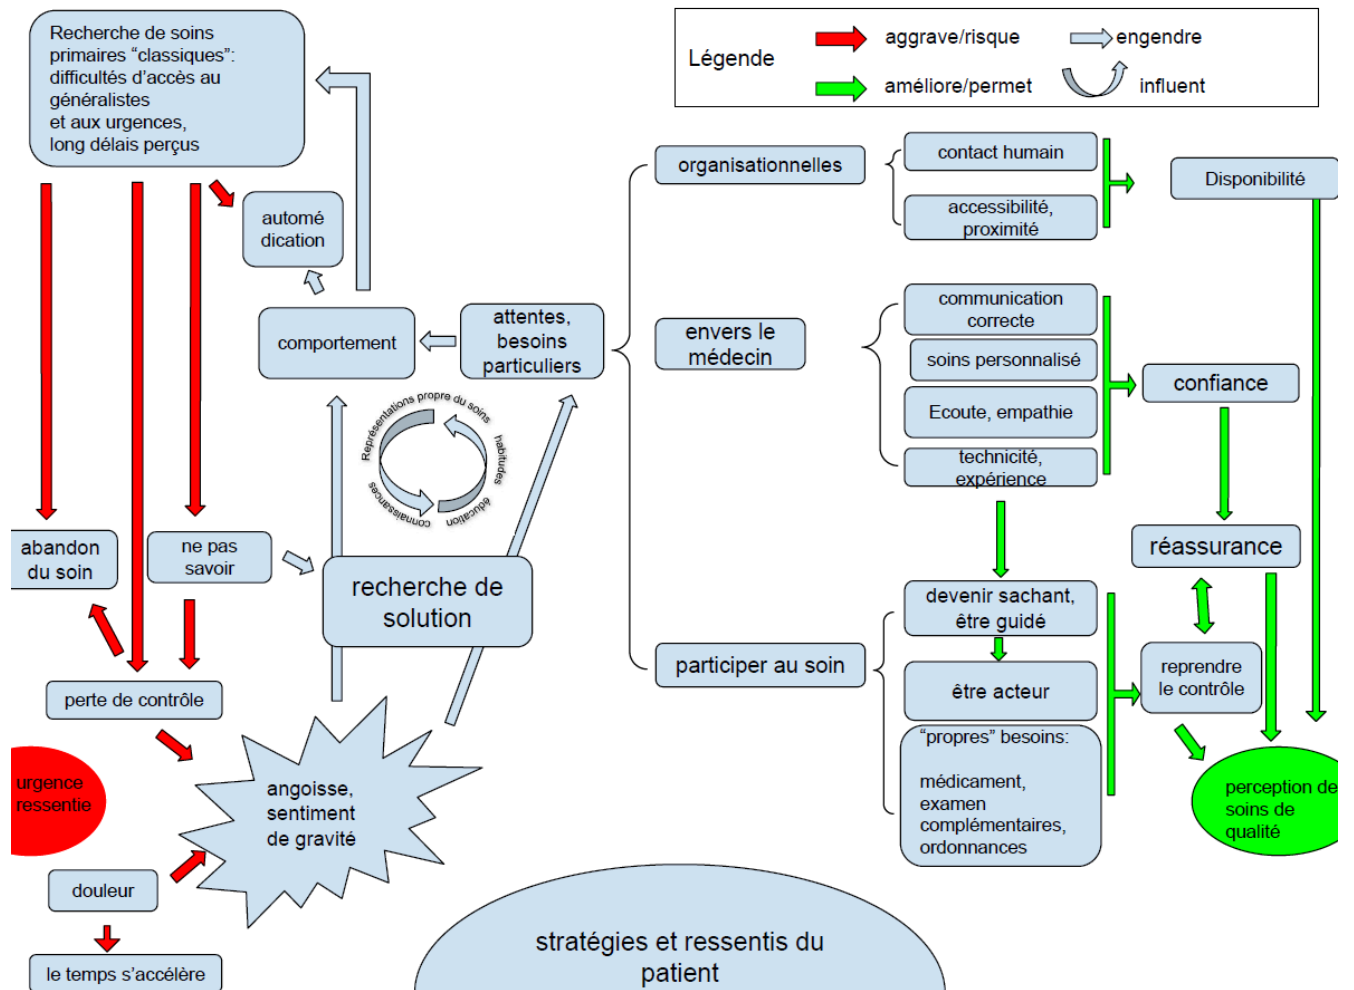 Recherche de soins
primaires “classiques”:
difficultés d’accès au
généralistes
et aux urgences,
long délais perçus
Légende
aggrave/risque
engendre
améliore/permet
influent
automé
dication
comportement
attentes,
besoins
particuliers
Représentations propre du soins
habitudes
éducation
connaissances
organisationnelles
contact humain
accessibilité,
proximité
Disponibilité
envers le
médecin
communication
correcte
soins personnalisé
Ecoute, empathie
technicité,
expérience
confiance
abandon
du soin
ne pas
savoir
recherche de
solution
réassurance
participer au soin
devenir sachant,
être guidé
être acteur
“propres” besoins:
médicament,
examen
complémentaires,
ordonnances
reprendre
le contrôle
perte de contrôle
urgence
ressentie
angoisse,
sentiment
de gravité
perception de
soins de
qualité
douleur
le temps s’accélère
stratégies et ressentis du
patient